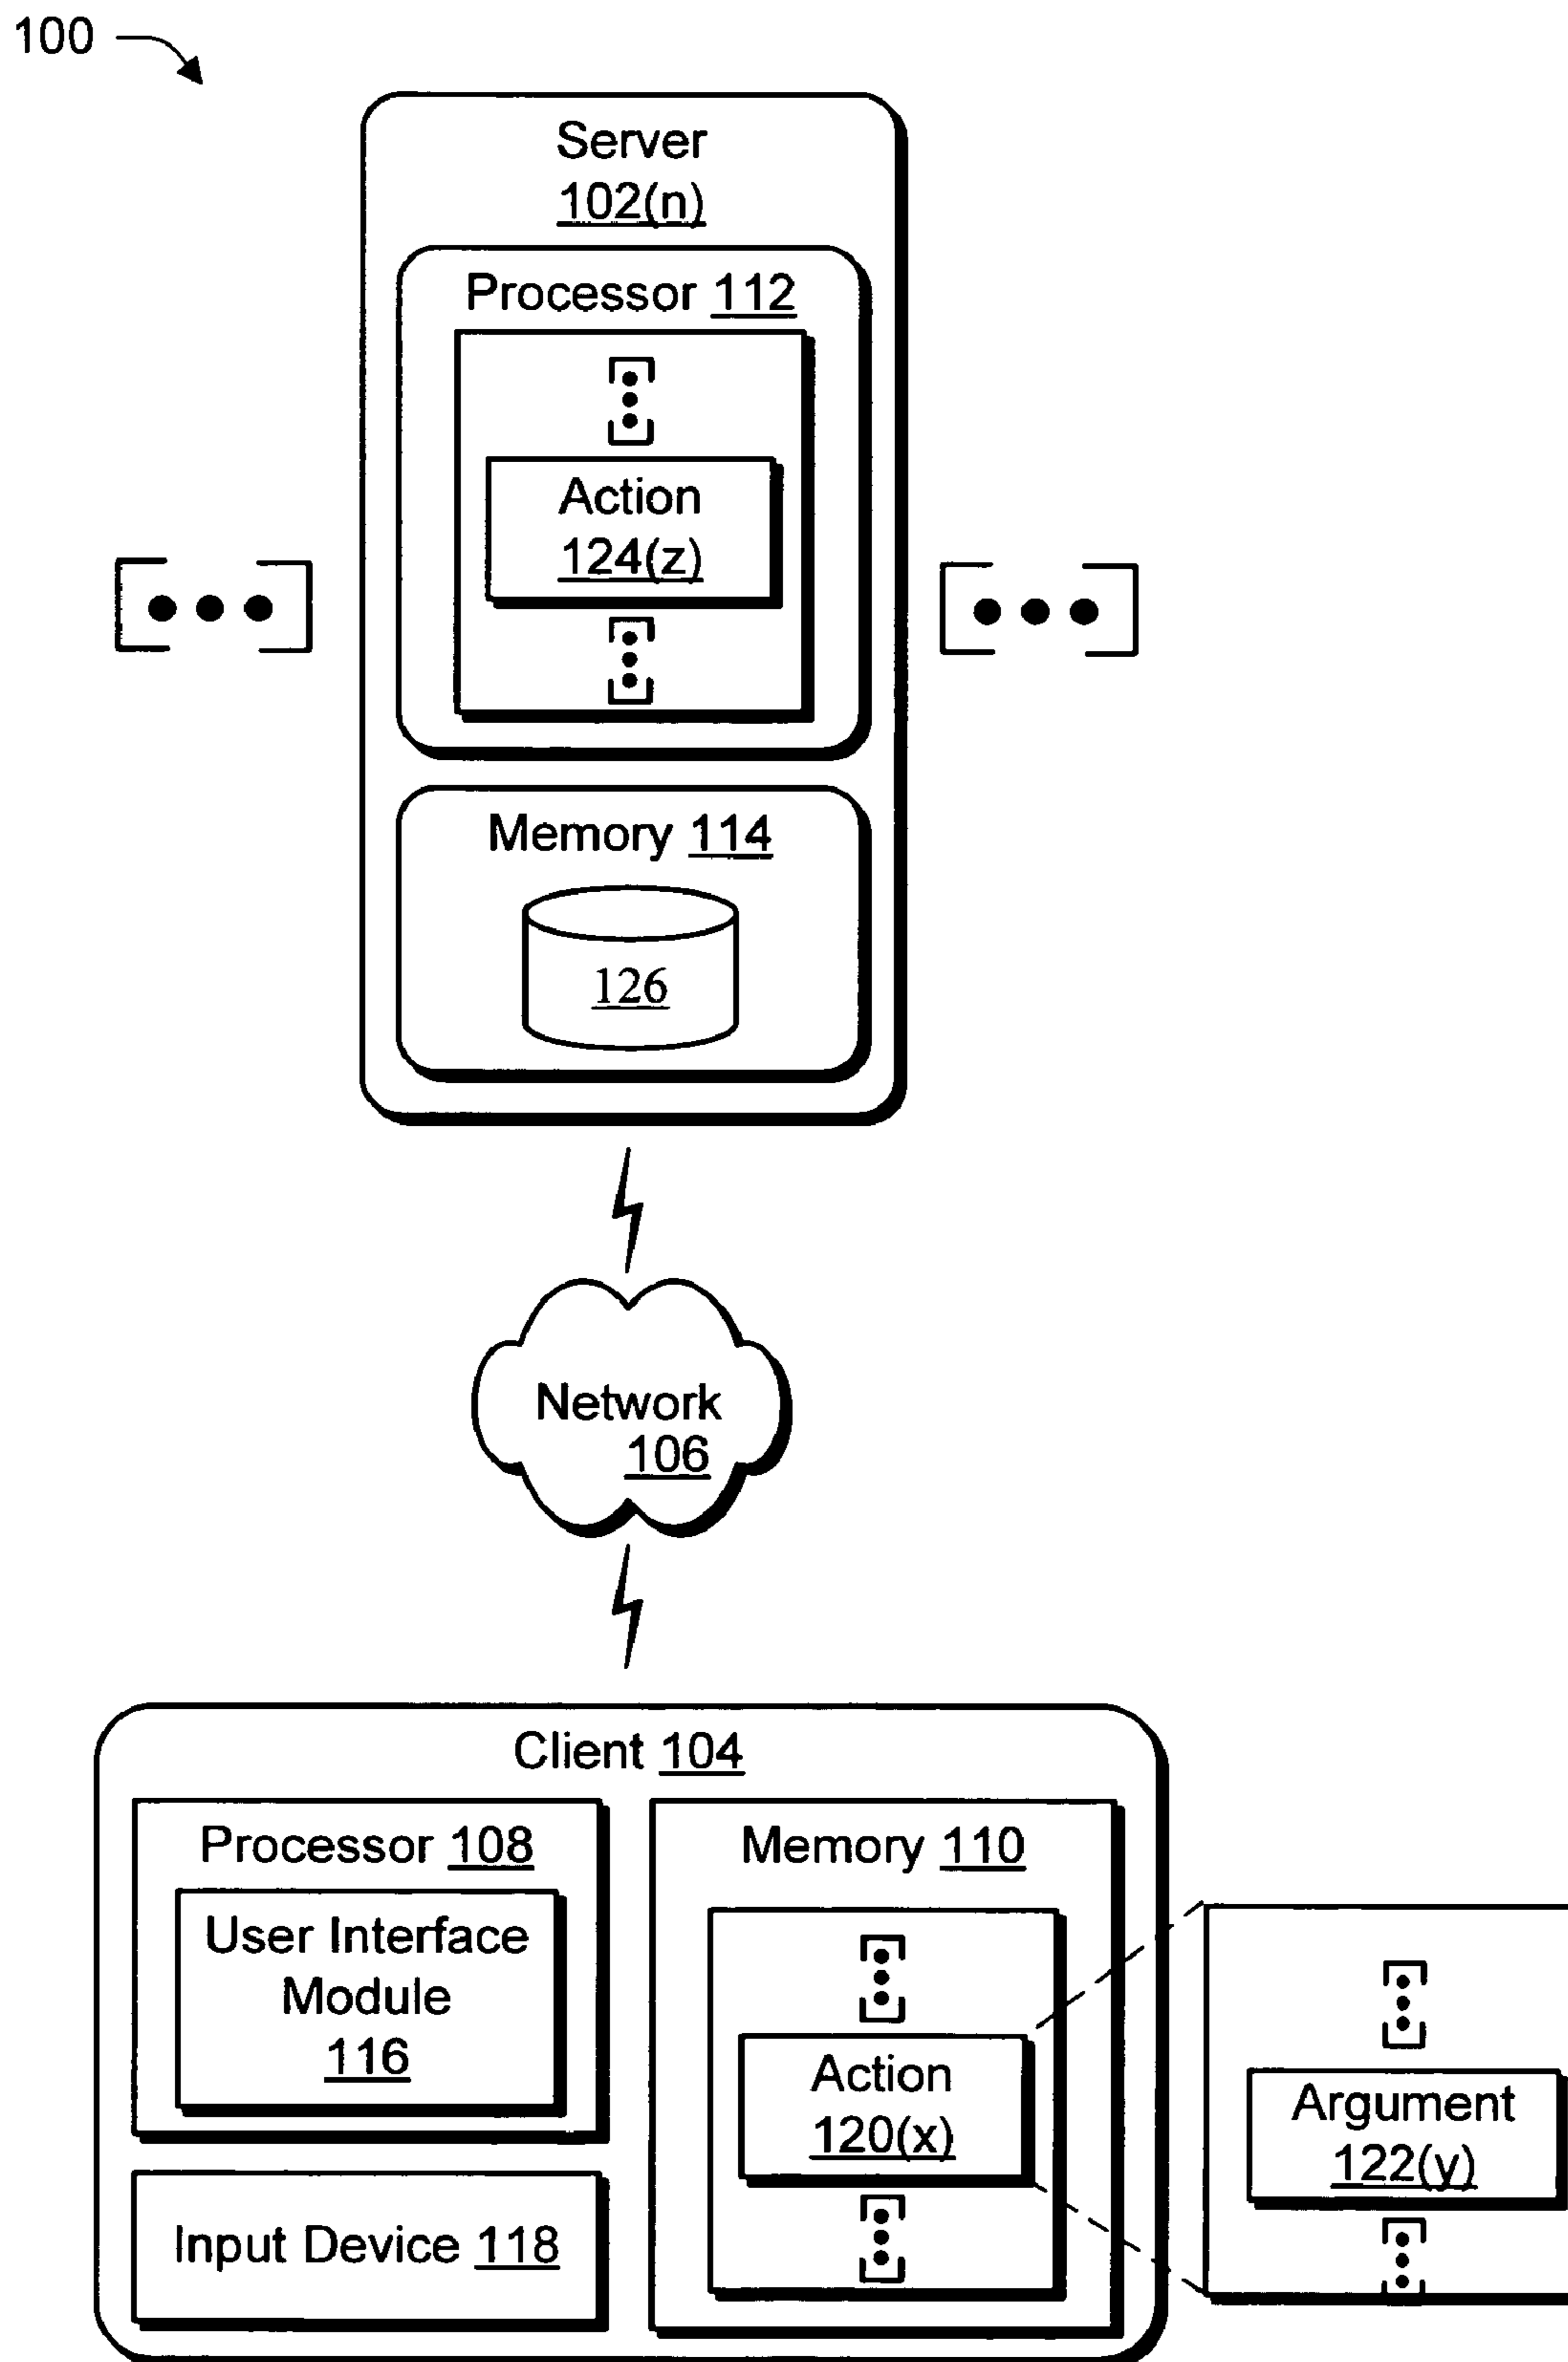 100
Server
102(n)
Processor 112
Action
124(z)
Memory 114
126
Network
106
Client 104
Processor 108
User Interface
Module
116
Input Device 118
Memory 110
Action
120(x)
Argument
122(y)